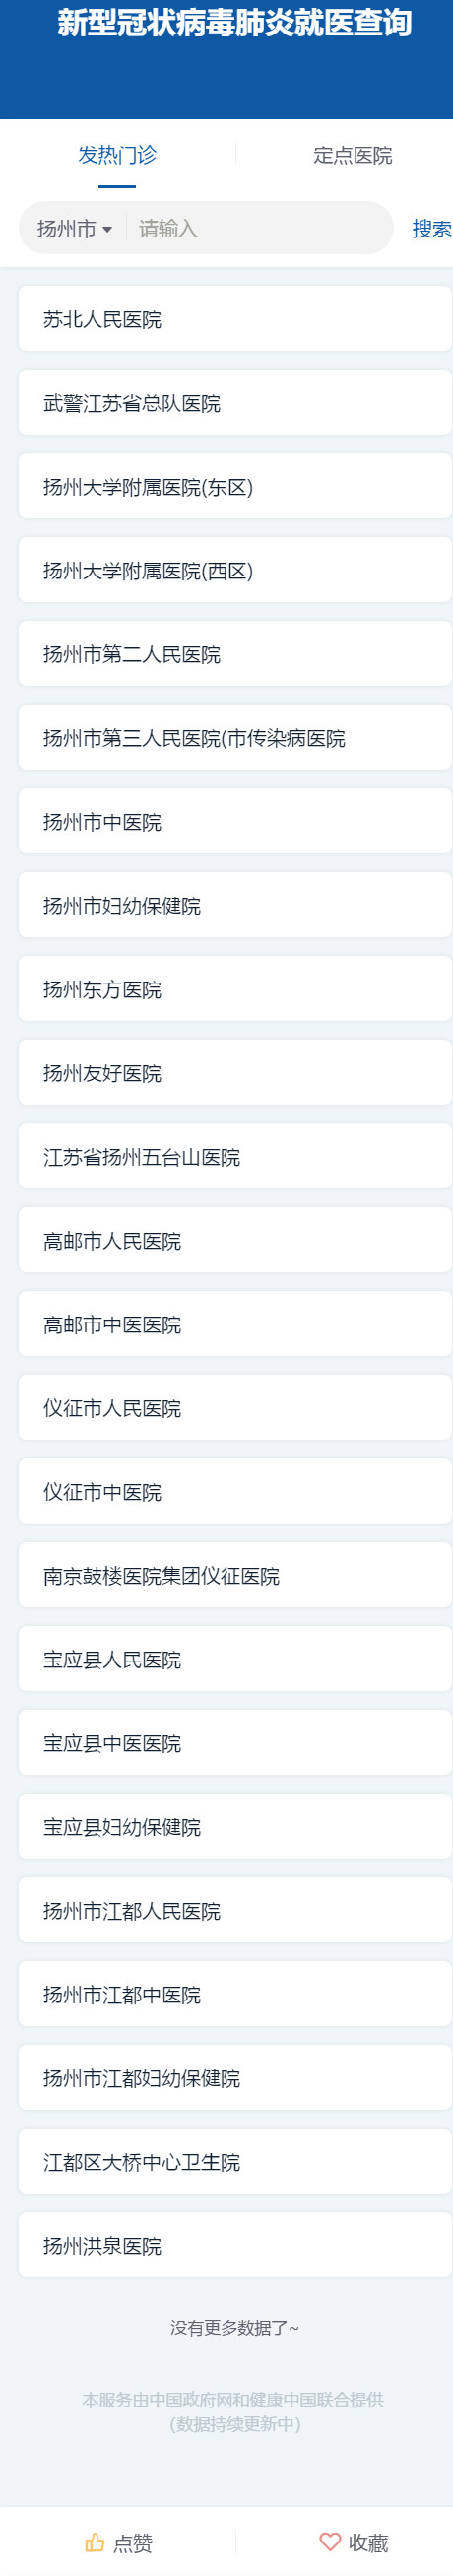 新型冠状病毒肺炎就医查询
发热门诊
定点医院
扬州市 请输入 搜索
苏北人民医院
武警江苏省总队医院
扬州大学附属医院(东区)
扬州大学附属医院(西区)
扬州市第二人民医院
扬州市第三人民医院(市传染病医院
扬州市中医院
扬州市妇幼保健院
扬州东方医院
扬州友好医院
江苏省扬州五台山医院
高邮市人民医院
高邮市中医医院
仪征市人民医院
仪征市中医院
南京鼓楼医院集团仪征医院
宝应县人民医院
宝应县中医医院
宝应县妇幼保健院
扬州市江都人民医院
扬州市江都中医院
扬州市江都妇幼保健院
江都区大桥中心卫生院
扬州洪泉医院
没有更多数据了~
本服务由中国政府网和健康中国联合提供
(数据持续更新中)
点赞
收藏